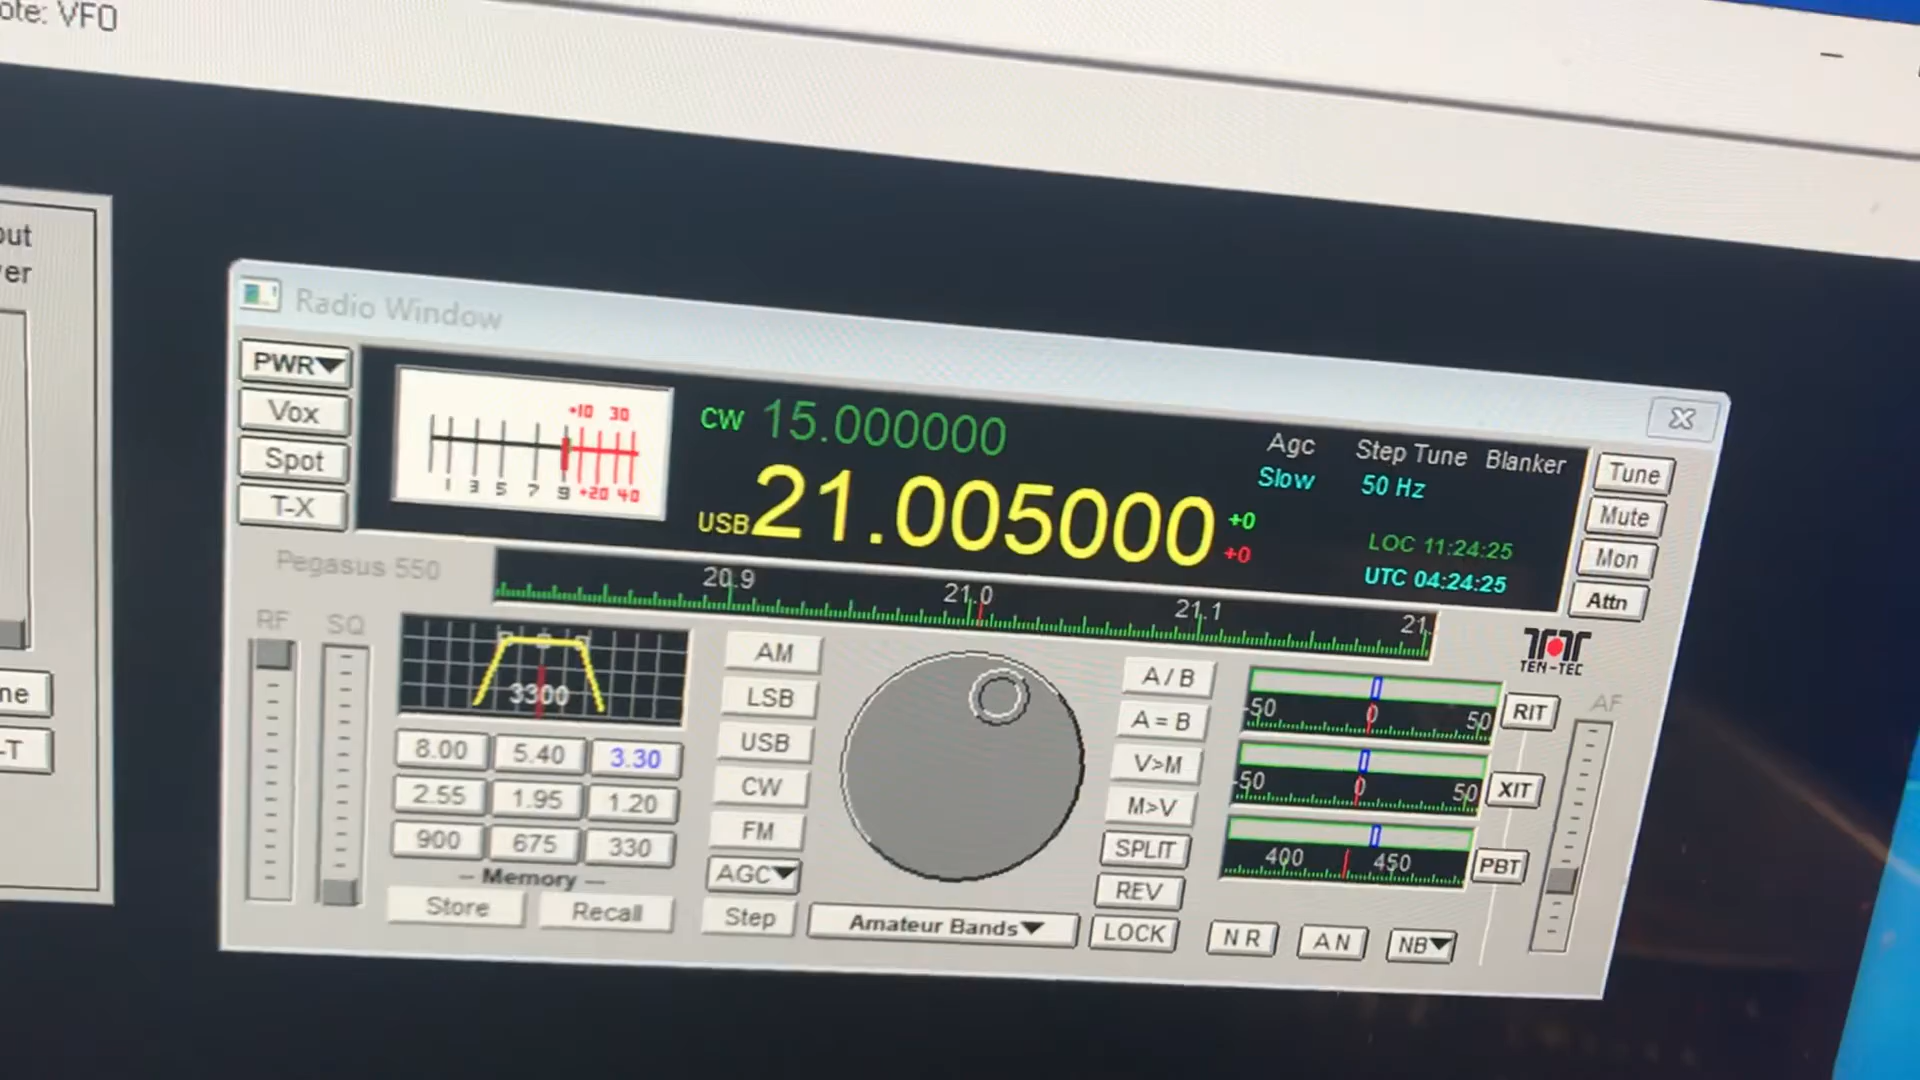 ote: VFO
out
er
ne
-T
Radio Window
PWR
Vox
Spot
T-X
+10 30
1 3 5 7 9 +20 40
CW 15.000000
USB 21.005000 +0
+0
Agc Step Tune Blanker
Slow 50 Hz
LOC 11:24:25
UTC 04:24:25
Tune
Mute
Mon
Attn
Pegasus 550
20.9 21.0 21.1 21.
TEN-TEC
RF SQ
3300
8.00 5.40 3.30
2.55 1.95 1.20
900 675 330
Memory
Store Recall
AM
LSB
USB
CW
FM
AGC
Step
Amateur Bands
A / B
A = B
V>M
M>V
SPLIT
REV
LOCK
-50 0 50 RIT
-50 0 50 XIT
400 450 PBT
AF
NR AN NB